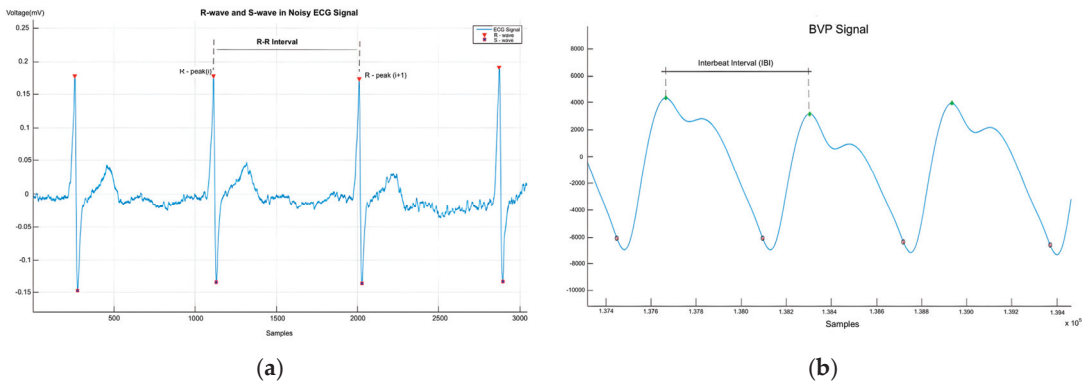 Voltage(mV)
R-wave and S-wave in Noisy ECG Signal
ECG Signal
R - wave
S - wave
R-R Interval
R - peak(i)
R - peak (i+1)
0.25
0.2
0.15
0.1
0.05
0
-0.05
-0.1
-0.15
500
1000
1500
2000
2500
3000
Samples
(a)
BVP Signal
Interbeat Interval (IBI)
8000
6000
4000
2000
0
-2000
-4000
-6000
-8000
-10000
1.374
1.376
1.378
1.380
1.382
1.384
1.386
1.388
1.390
1.392
1.394
x 10⁵
Samples
(b)